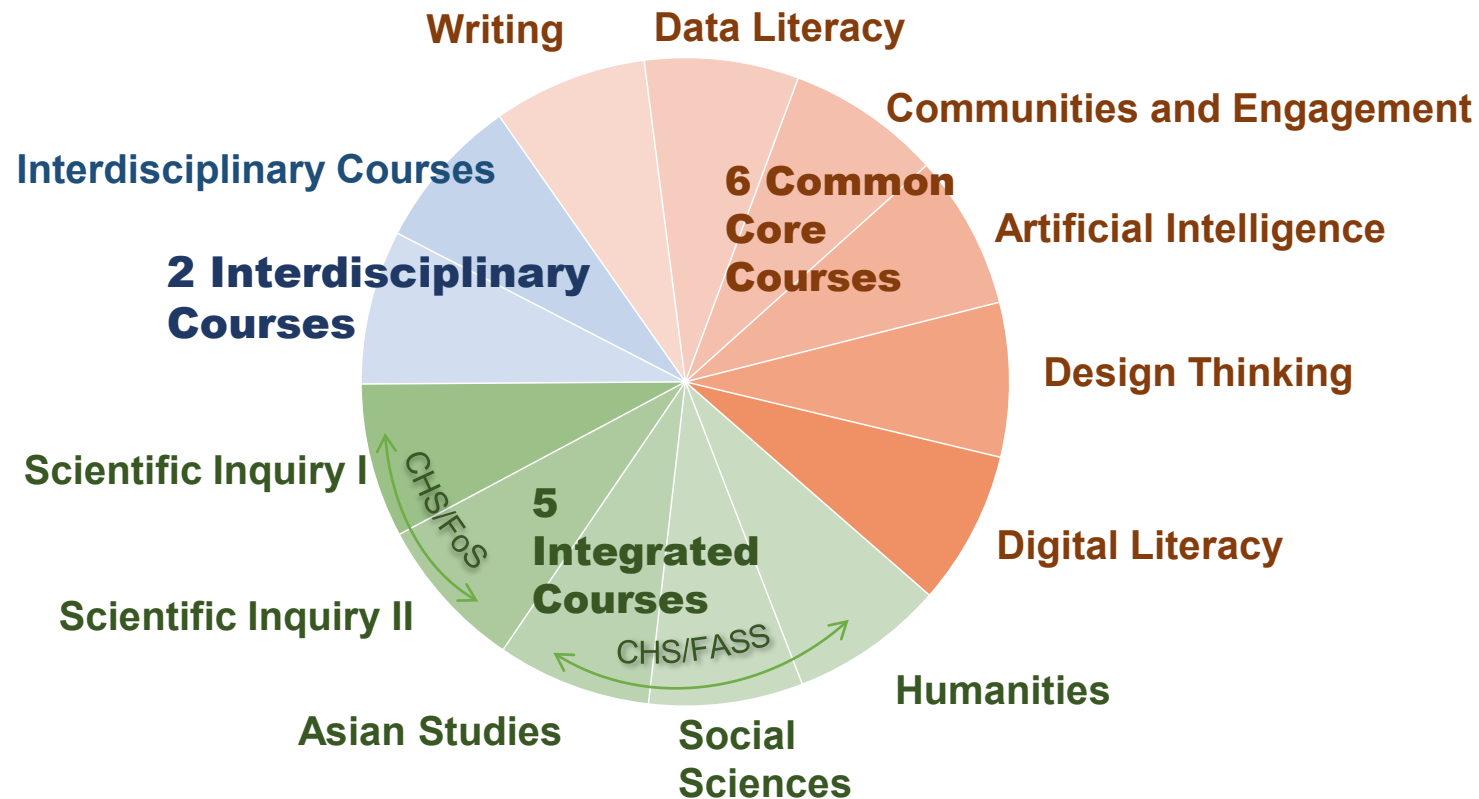 Writing
Data Literacy
Communities and Engagement
Interdisciplinary Courses
6 Common
Core
Courses
Artificial Intelligence
2 Interdisciplinary
Courses
Design Thinking
Scientific Inquiry I
CHS/FoS
5
Integrated
Courses
Digital Literacy
Scientific Inquiry II
CHS/FASS
Humanities
Asian Studies
Social
Sciences